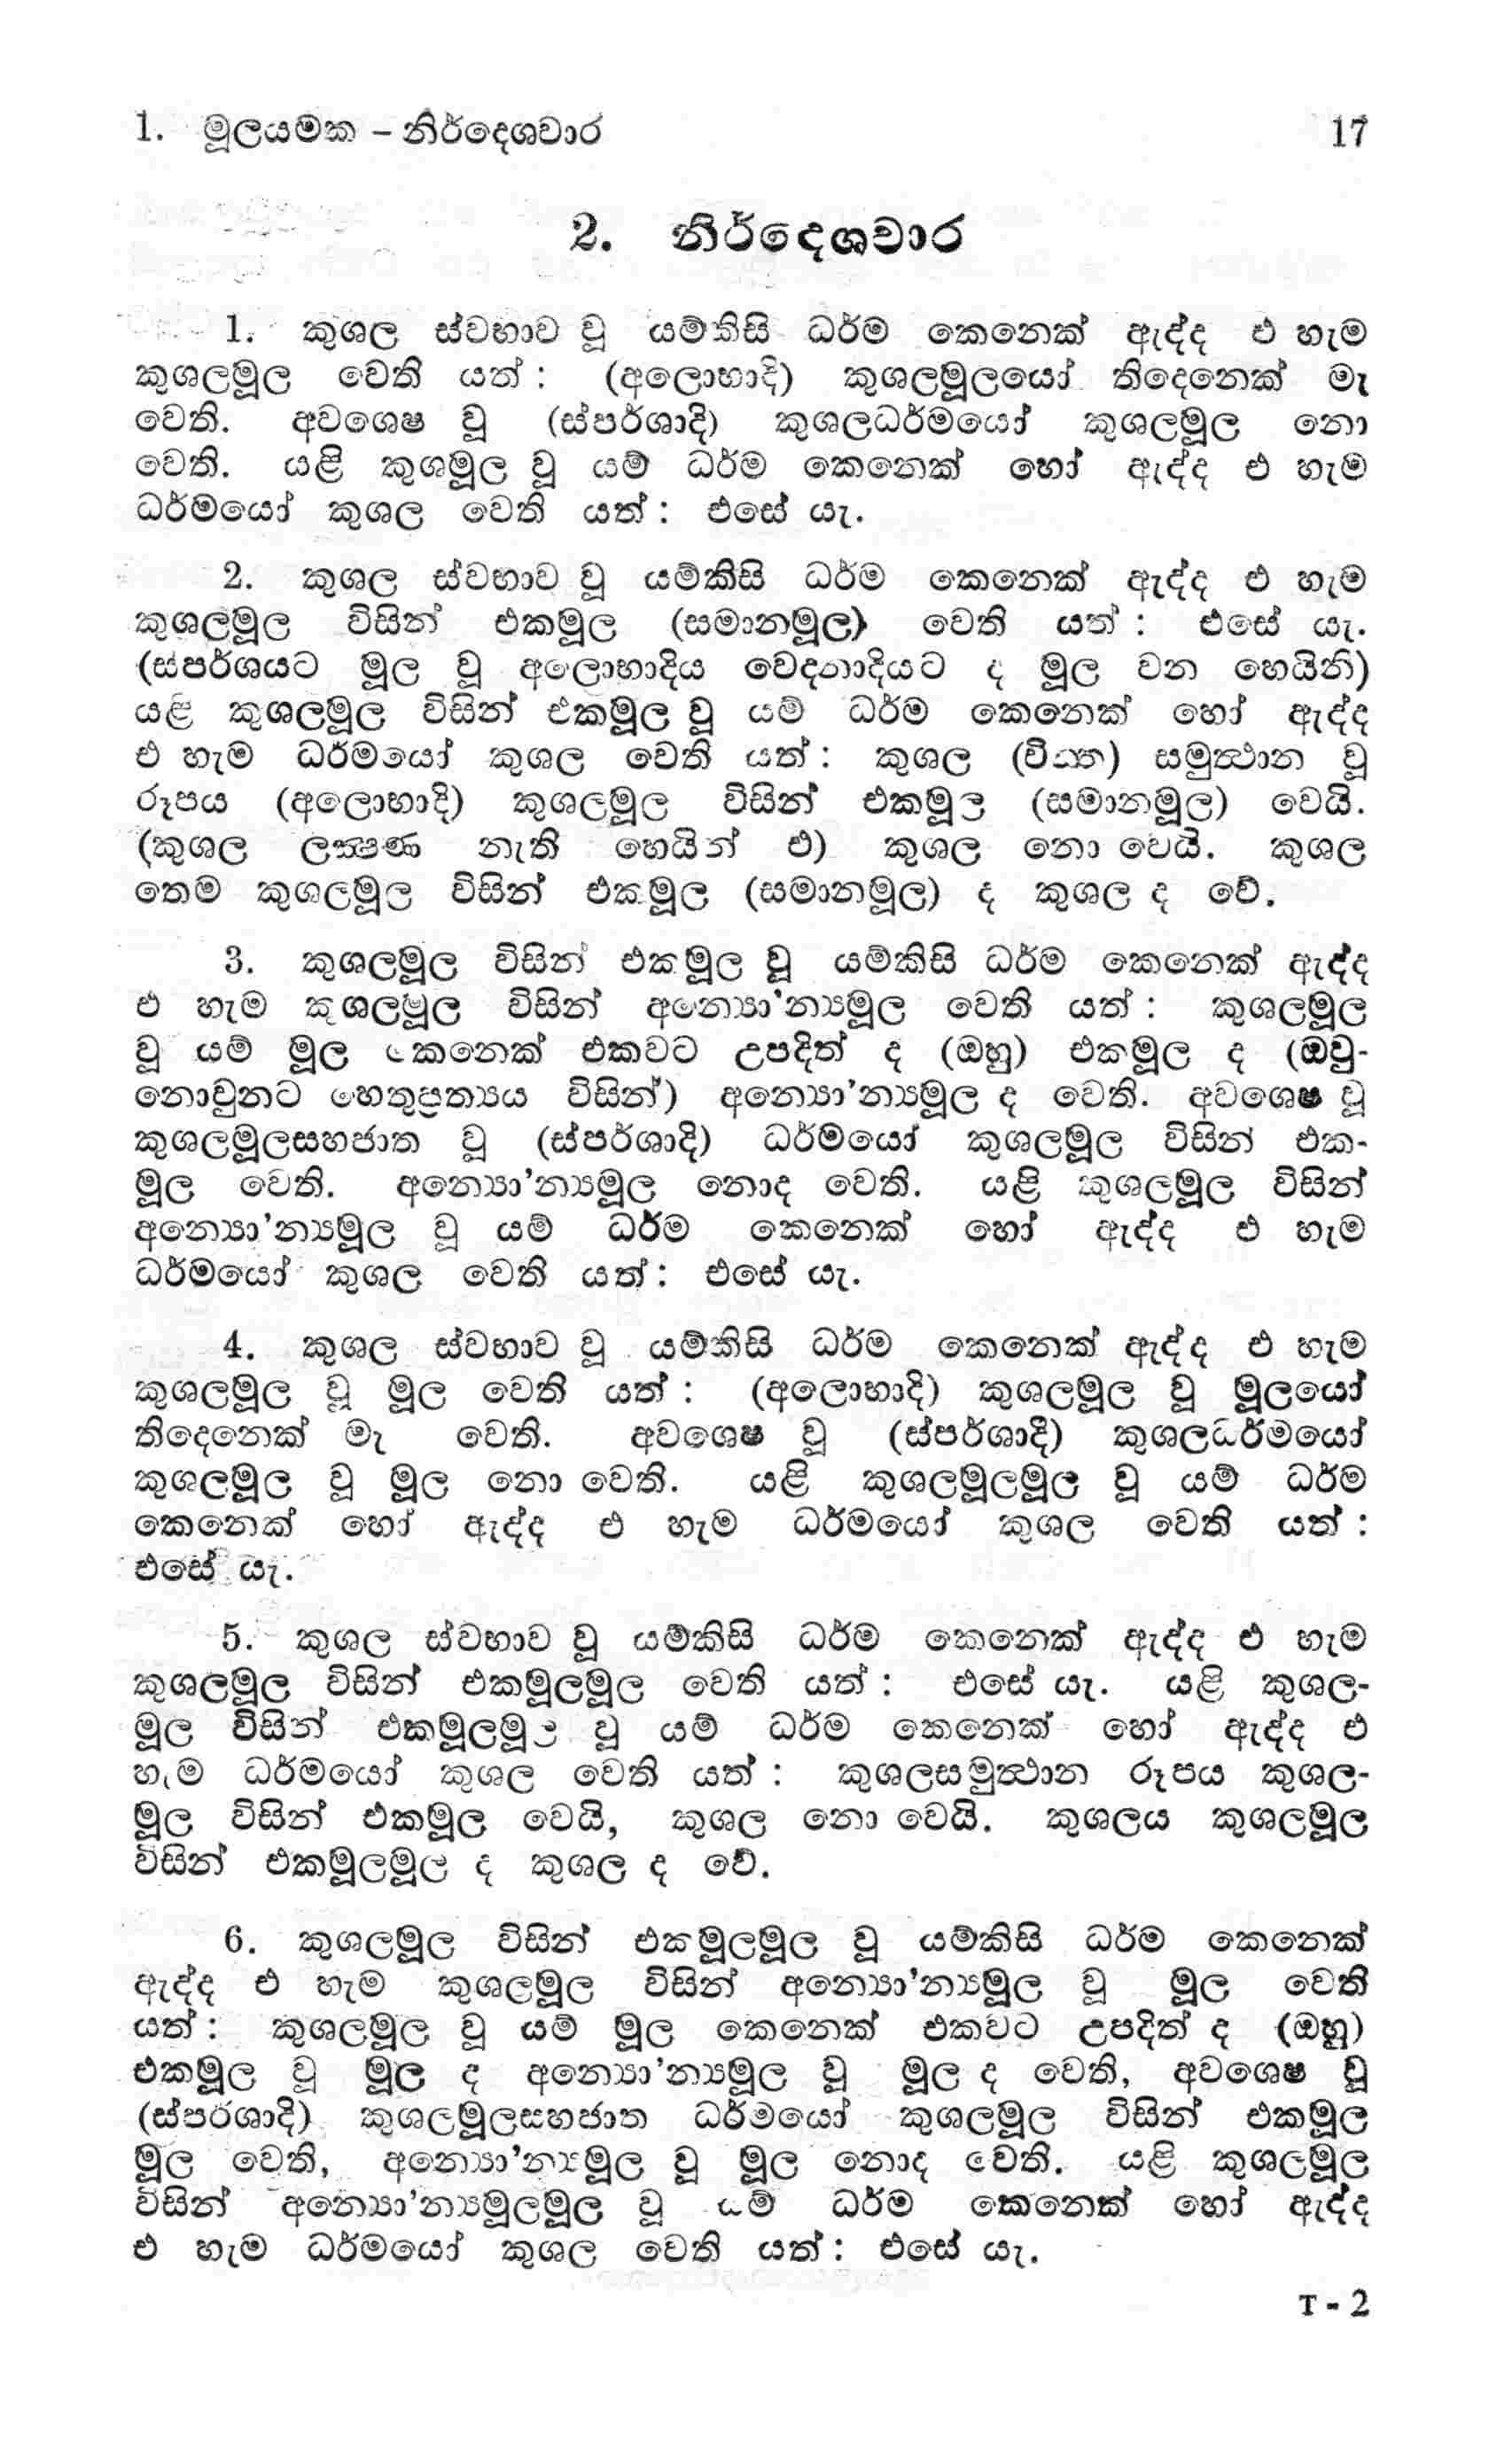 1. මූලයමක – නිර්දෙශවාර 17
2. නිර්දෙශවාර
1. කුශල ස්වභාව වූ යම්කිසි ධර්ම කෙනෙක් ඇද්ද එ හැම
කුශලමූල වෙති යත් : (අලොභාදි) කුශලමූලයෝ තිදෙනෙක් මැ
වෙති. අවශෙෂ වූ (ස්පර්ශාදි) කුශලධර්මයෝ කුශලමූල නො
වෙති. යළි කුශමූල වූ යම් ධර්ම කෙනෙක් හෝ ඇද්ද එ හැම
ධර්මයෝ කුශල වෙති යත් : එසේ යැ.
2. කුශල ස්වභාව වූ යම්කිසි ධර්ම කෙනෙක් ඇද්ද එ හැම
කුශලමූල විසින් එකමූල (සමානමූල) වෙති යත් : එසේ යැ.
(ස්පර්ශයට මූල වූ අලොභාදිය වෙදනාදියට ද මූල වන හෙයිනි)
යළි කුශලමූල විසින් එකමූල වූ යම් ධර්ම කෙනෙක් හෝ ඇද්ද
එ හැම ධර්මයෝ කුශල වෙති යත් : කුශල (චිත්ත) සමුත්ථාන වූ
රූපය (අලොභාදි) කුශලමූල විසින් එකමූල (සමානමූල) වෙයි.
(කුශල ලක්‍ෂණ නැති හෙයින් එ) කුශල නො වෙයි. කුශල
තෙම කුශලමූල විසින් එකමූල (සමානමූල) ද කුශල ද වේ.
3. කුශලමූල විසින් එකමූල වූ යම්කිසි ධර්ම කෙනෙක් ඇද්ද
එ හැම කුශලමූල විසින් අන්‍යො'න්‍යමූල වෙති යත් : කුශලමූල
වූ යම් මූල කෙනෙක් එකවට උපදිත් ද (ඔහු) එකමූල ද (ඔවු-
නොවුනට හෙතුප්‍රත්‍යය විසින්) අන්‍යො'න්‍යමූල ද වෙති. අවශෙෂ වූ
කුශලමූලසහජාත වූ (ස්පර්ශාදි) ධර්මයෝ කුශලමූල විසින් එක-
මූල වෙති. අන්‍යො'න්‍යමූල නොද වෙති. යළි කුශලමූල විසින්
අන්‍යො'න්‍යමූල වූ යම් ධර්ම කෙනෙක් හෝ ඇද්ද එ හැම
ධර්මයෝ කුශල වෙති යත් : එසේ යැ.
4. කුශල ස්වභාව වූ යම්කිසි ධර්ම කෙනෙක් ඇද්ද එ හැම
කුශලමූල වූ මූල වෙති යත් : (අලොභාදි) කුශලමූල වූ මූලයෝ
තිදෙනෙක් මැ වෙති. අවශෙෂ වූ (ස්පර්ශාදී) කුශලධර්මයෝ
කුශලමූල වූ මූල නො වෙති. යළි කුශලමූලමූල වූ යම් ධර්ම
කෙනෙක් හෝ ඇද්ද එ හැම ධර්මයෝ කුශල වෙති යත් :
එසේ යැ.
5. කුශල ස්වභාව වූ යම්කිසි ධර්ම කෙනෙක් ඇද්ද එ හැම
කුශලමූල විසින් එකමූලමූල වෙති යත් : එසේ යැ. යළි කුශල-
මූල විසින් එකමූලමූල වූ යම් ධර්ම කෙනෙක් හෝ ඇද්ද එ
හැම ධර්මයෝ කුශල වෙති යත් : කුශලසමුත්ථාන රූපය කුශල-
මූල විසින් එකමූල වෙයි, කුශල නො වෙයි. කුශලය කුශලමූල
විසින් එකමූලමූල ද කුශල ද වේ.
6. කුශලමූල විසින් එකමූලමූල වූ යම්කිසි ධර්ම කෙනෙක්
ඇද්ද එ හැම කුශලමූල විසින් අන්‍යො'න්‍යමූල වූ මූල වෙති
යත් : කුශලමූල වූ යම් මූල කෙනෙක් එකවට උපදිත් ද (ඔහු)
එකමූල වූ මූල ද අන්‍යො'න්‍යමූල වූ මූල ද වෙති, අවශෙෂ වූ
(ස්පර්ශාදි) කුශලමූලසහජාත ධර්මයෝ කුශලමූල විසින් එකමූල
මූල වෙති, අන්‍යො'න්‍යමූල වූ මූල නොද වෙති. යළි කුශලමූල
විසින් අන්‍යො'න්‍යමූලමූල වූ යම් ධර්ම කෙනෙක් හෝ ඇද්ද
එ හැම ධර්මයෝ කුශල වෙති යත් : එසේ යැ.
T - 2